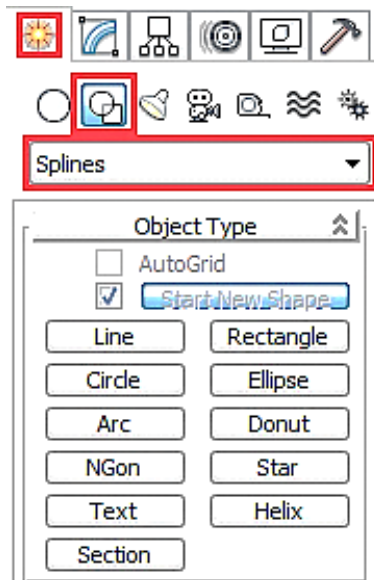 Splines
Object Type
AutoGrid
Start New Shape
Line Rectangle
Circle Ellipse
Arc Donut
NGon Star
Text Helix
Section